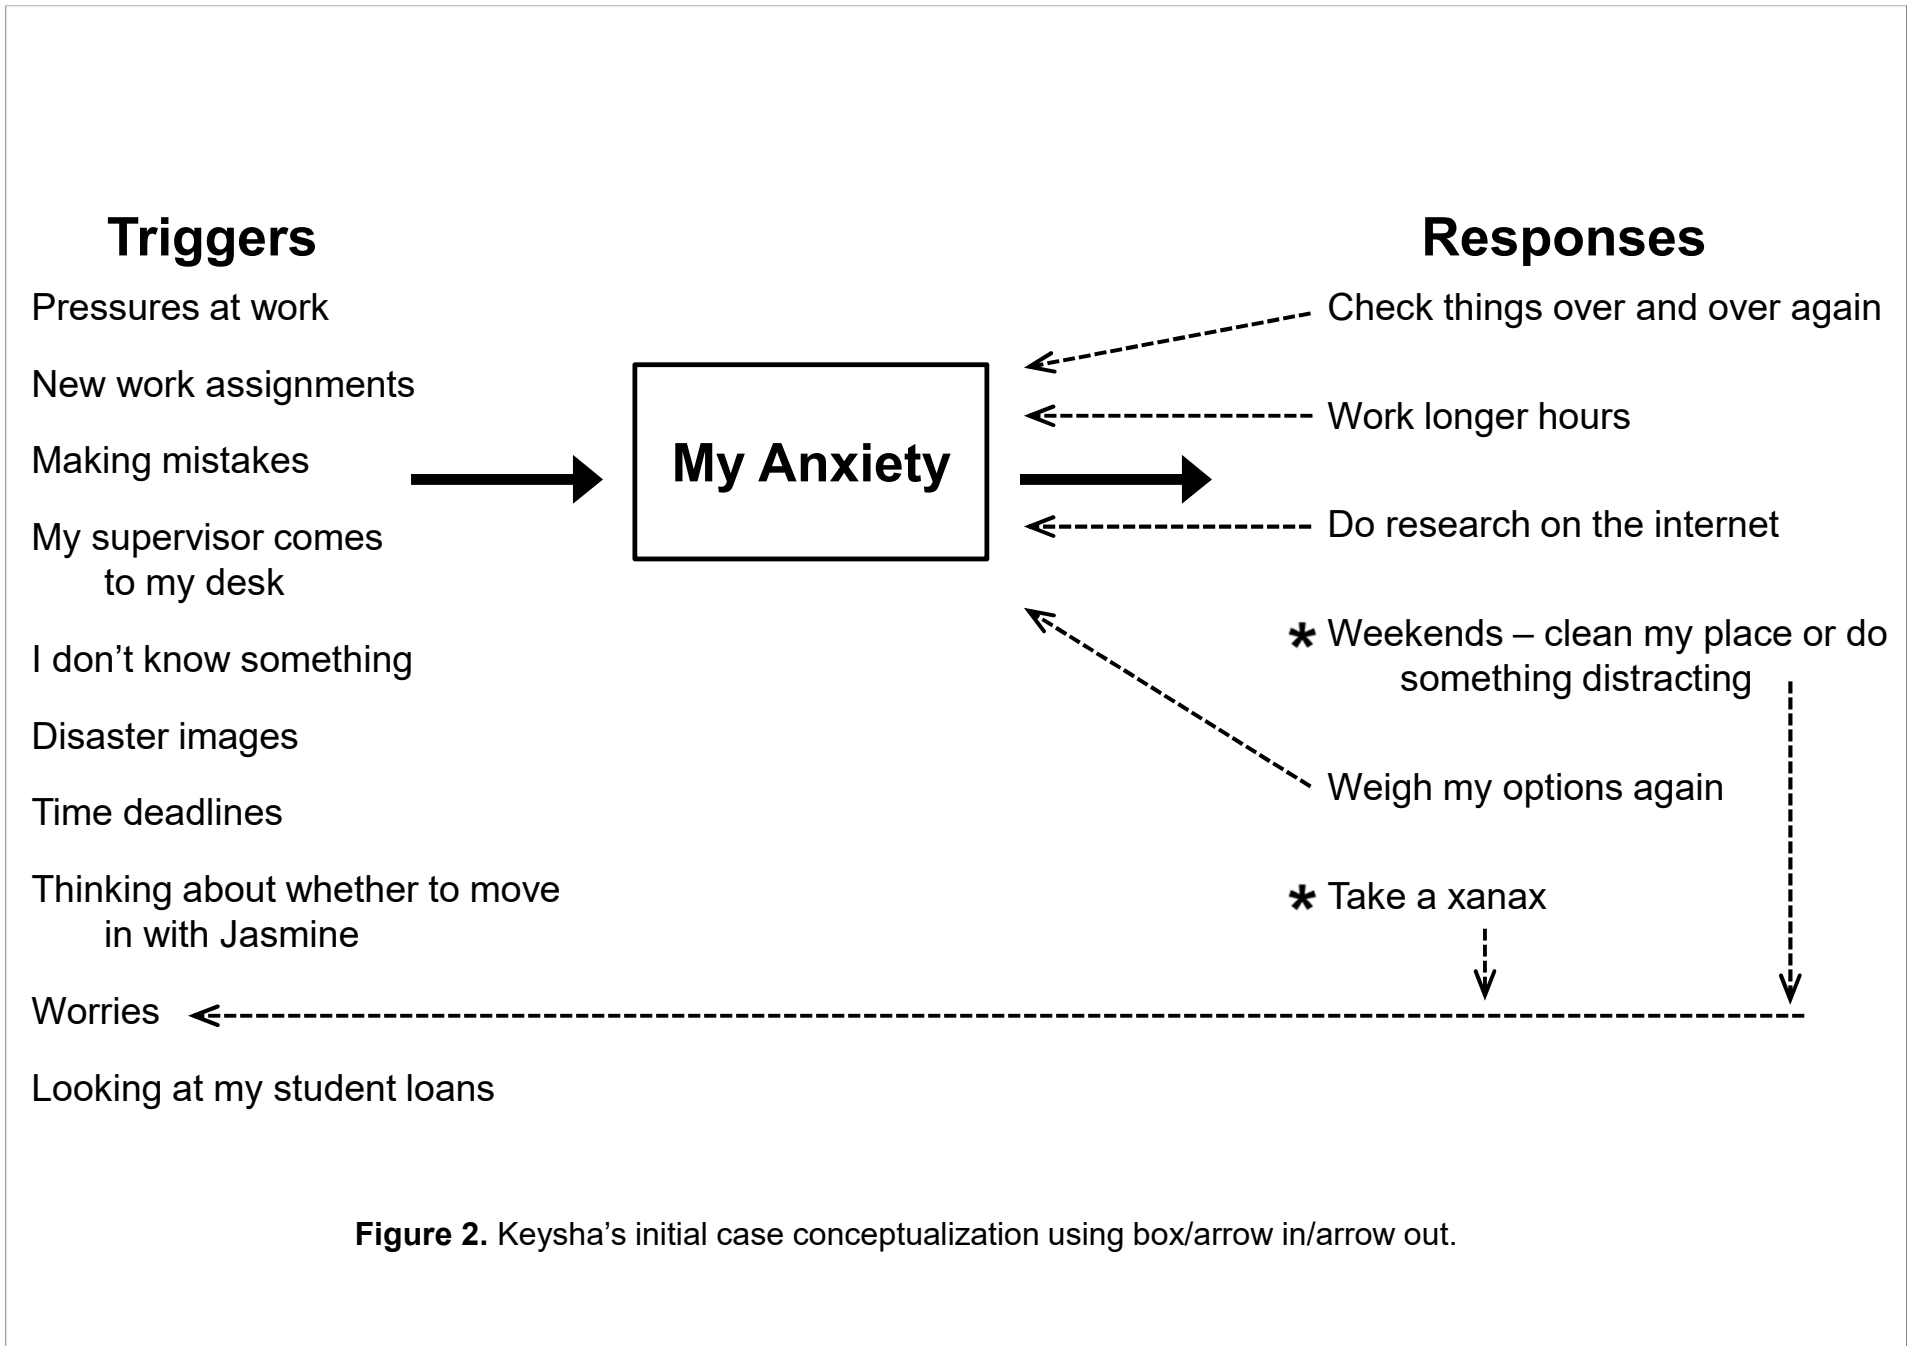 Triggers
Pressures at work
New work assignments
Making mistakes
My supervisor comes
to my desk
I don’t know something
Disaster images
Time deadlines
Thinking about whether to move
in with Jasmine
Worries
Looking at my student loans
My Anxiety
Responses
Check things over and over again
Work longer hours
Do research on the internet
* Weekends – clean my place or do
something distracting
Weigh my options again
* Take a xanax
Figure 2. Keysha’s initial case conceptualization using box/arrow in/arrow out.